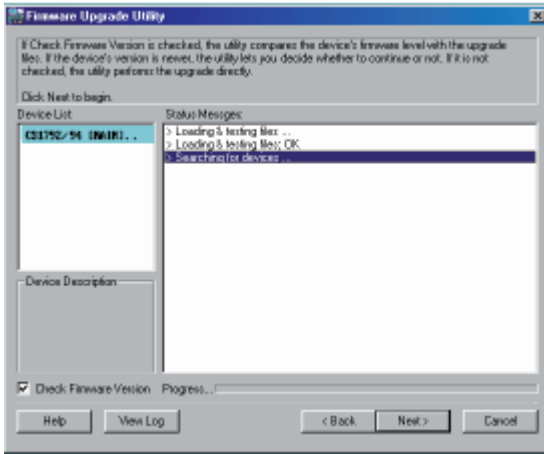 Firmware Upgrade Utility
If Check Firmware Version is checked, the utility compares the device's firmware level with the upgrade
files. If the device's version is newer, the utility lets you decide whether to continue or not. If it is not
checked, the utility performs the upgrade directly.
Click Next to begin.
Device List:
Status Messages:
CS1792/94 [MAIN]..
> Loading & testing files ...
> Loading & testing files; OK
> Searching for devices ...
Device Description
Check Firmware Version
Progress...
Help
View Log
< Back
Next >
Cancel